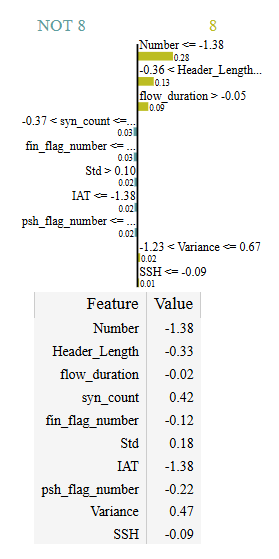 NOT 8 8
Number <= -1.38
0.28
-0.36 < Header_Length...
0.13
flow_duration > -0.05
0.09
-0.37 < syn_count <=...
0.03
fin_flag_number <= ...
0.03
Std > 0.10
0.02
IAT <= -1.38
0.02
psh_flag_number <= ...
0.02
-1.23 < Variance <= 0.67
0.02
SSH <= -0.09
0.01
Feature Value
Number -1.38
Header_Length -0.33
flow_duration -0.02
syn_count 0.42
fin_flag_number -0.12
Std 0.18
IAT -1.38
psh_flag_number -0.22
Variance 0.47
SSH -0.09